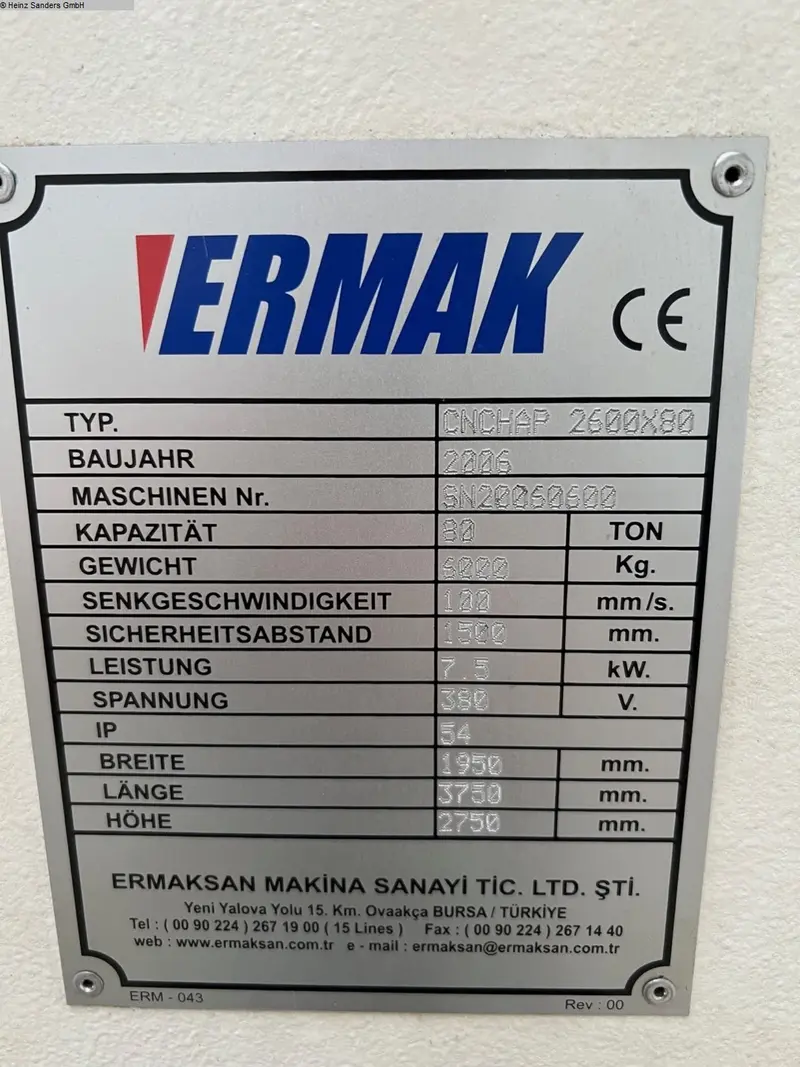 ® Heinz Sanders GmbH
ERMAK CE
TYP. CNCHAP 2600X80
BAUJAHR 2006
MASCHINEN Nr. SN20060600
KAPAZITÄT 80 TON
GEWICHT 6000 Kg.
SENKGESCHWINDIGKEIT 100 mm/s.
SICHERHEITSABSTAND 1500 mm.
LEISTUNG 7.5 kW.
SPANNUNG 380 V.
IP 54
BREITE 1950 mm.
LÄNGE 3750 mm.
HÖHE 2750 mm.
ERMAKSAN MAKİNA SANAYİ TİC. LTD. ŞTİ.
Yeni Yalova Yolu 15. Km. Ovaakça BURSA / TÜRKİYE
Tel : ( 00 90 224 ) 267 19 00 ( 15 Lines ) Fax : ( 00 90 224 ) 267 14 40
web : www.ermaksan.com.tr e - mail : ermaksan@ermaksan.com.tr
ERM - 043 Rev : 00